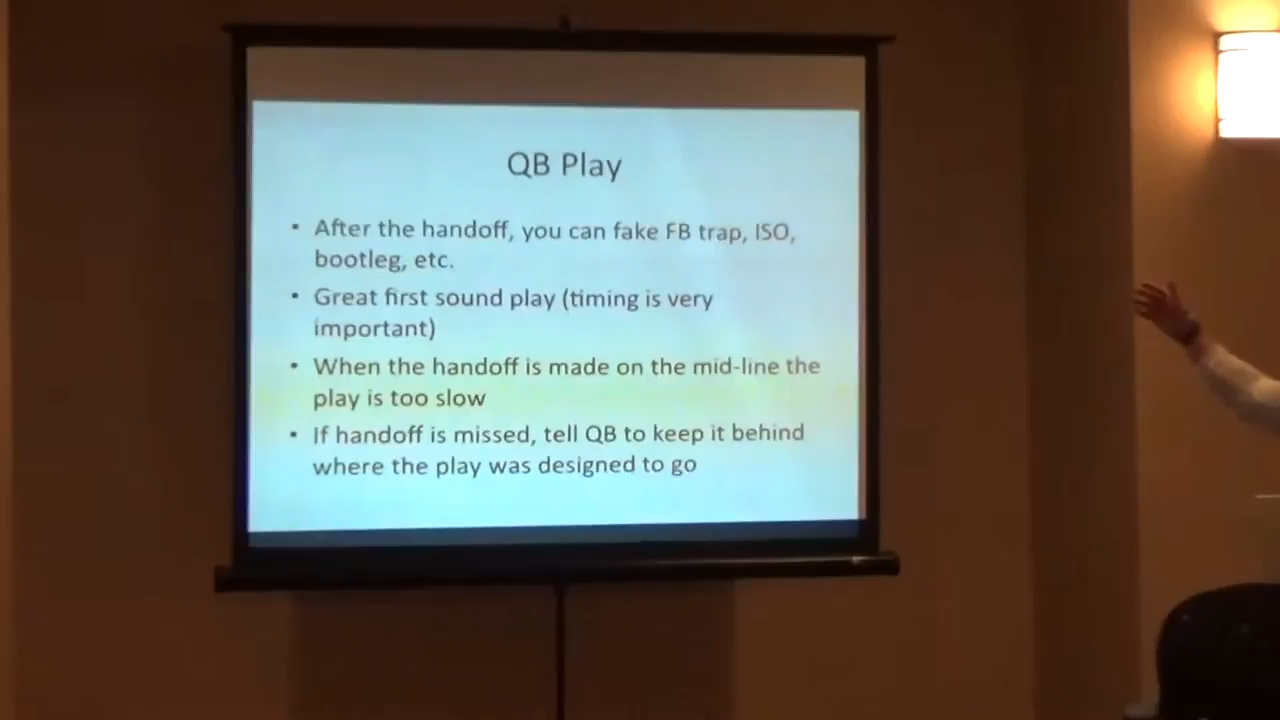 QB Play
• After the handoff, you can fake FB trap, ISO,
bootleg, etc.
• Great first sound play (timing is very
important)
• When the handoff is made on the mid-line the
play is too slow
• If handoff is missed, tell QB to keep it behind
where the play was designed to go